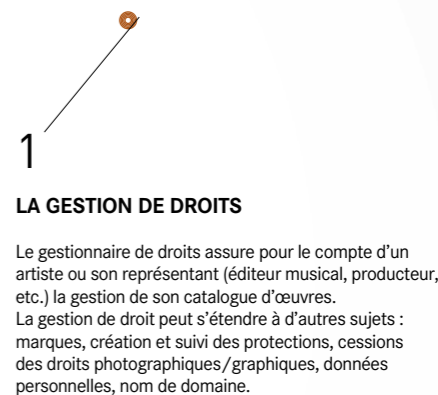 1
LA GESTION DE DROITS
Le gestionnaire de droits assure pour le compte d’un
artiste ou son représentant (éditeur musical, producteur,
etc.) la gestion de son catalogue d’œuvres.
La gestion de droit peut s’étendre à d’autres sujets :
marques, création et suivi des protections, cessions
des droits photographiques/graphiques, données
personnelles, nom de domaine.